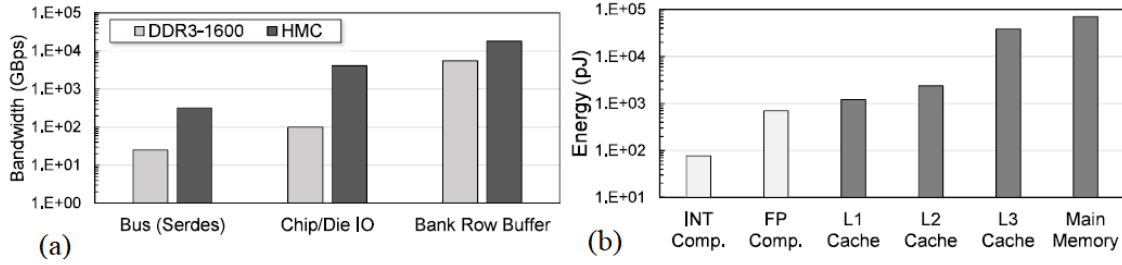 1.E+05
1.E+04
1.E+03
1.E+02
1.E+01
1.E+00
Bandwidth (GBps)
DDR3-1600 HMC
Bus (Serdes) Chip/Die IO Bank Row Buffer
(a)
1.E+05
1.E+04
1.E+03
1.E+02
1.E+01
Energy (pJ)
INT Comp.
FP Comp.
L1 Cache
L2 Cache
L3 Cache
Main Memory
(b)